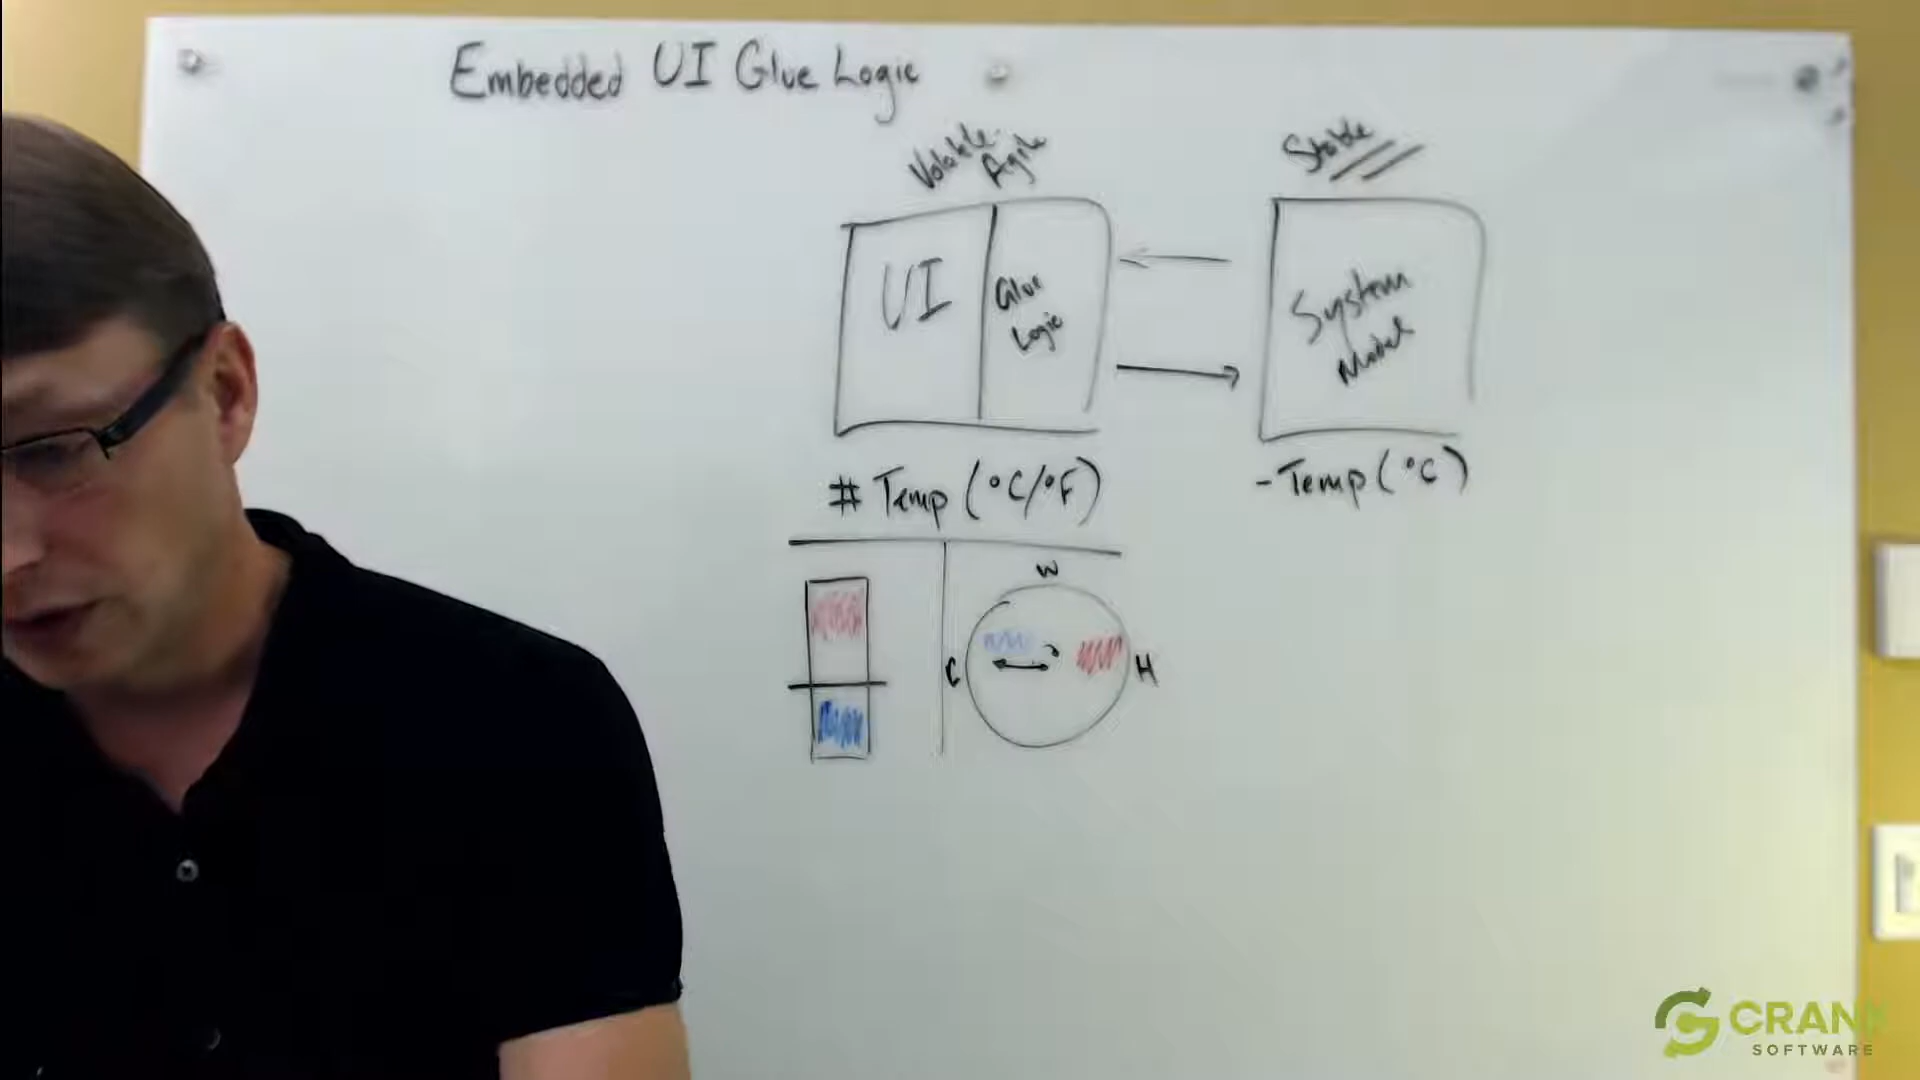 Embedded UI Glue Logic
Volatile
Agile
Stable
UI
Glue
Logic
System
Model
# Temp (°C/°F)
- Temp (°C)
W
C
H
CRANK
SOFTWARE